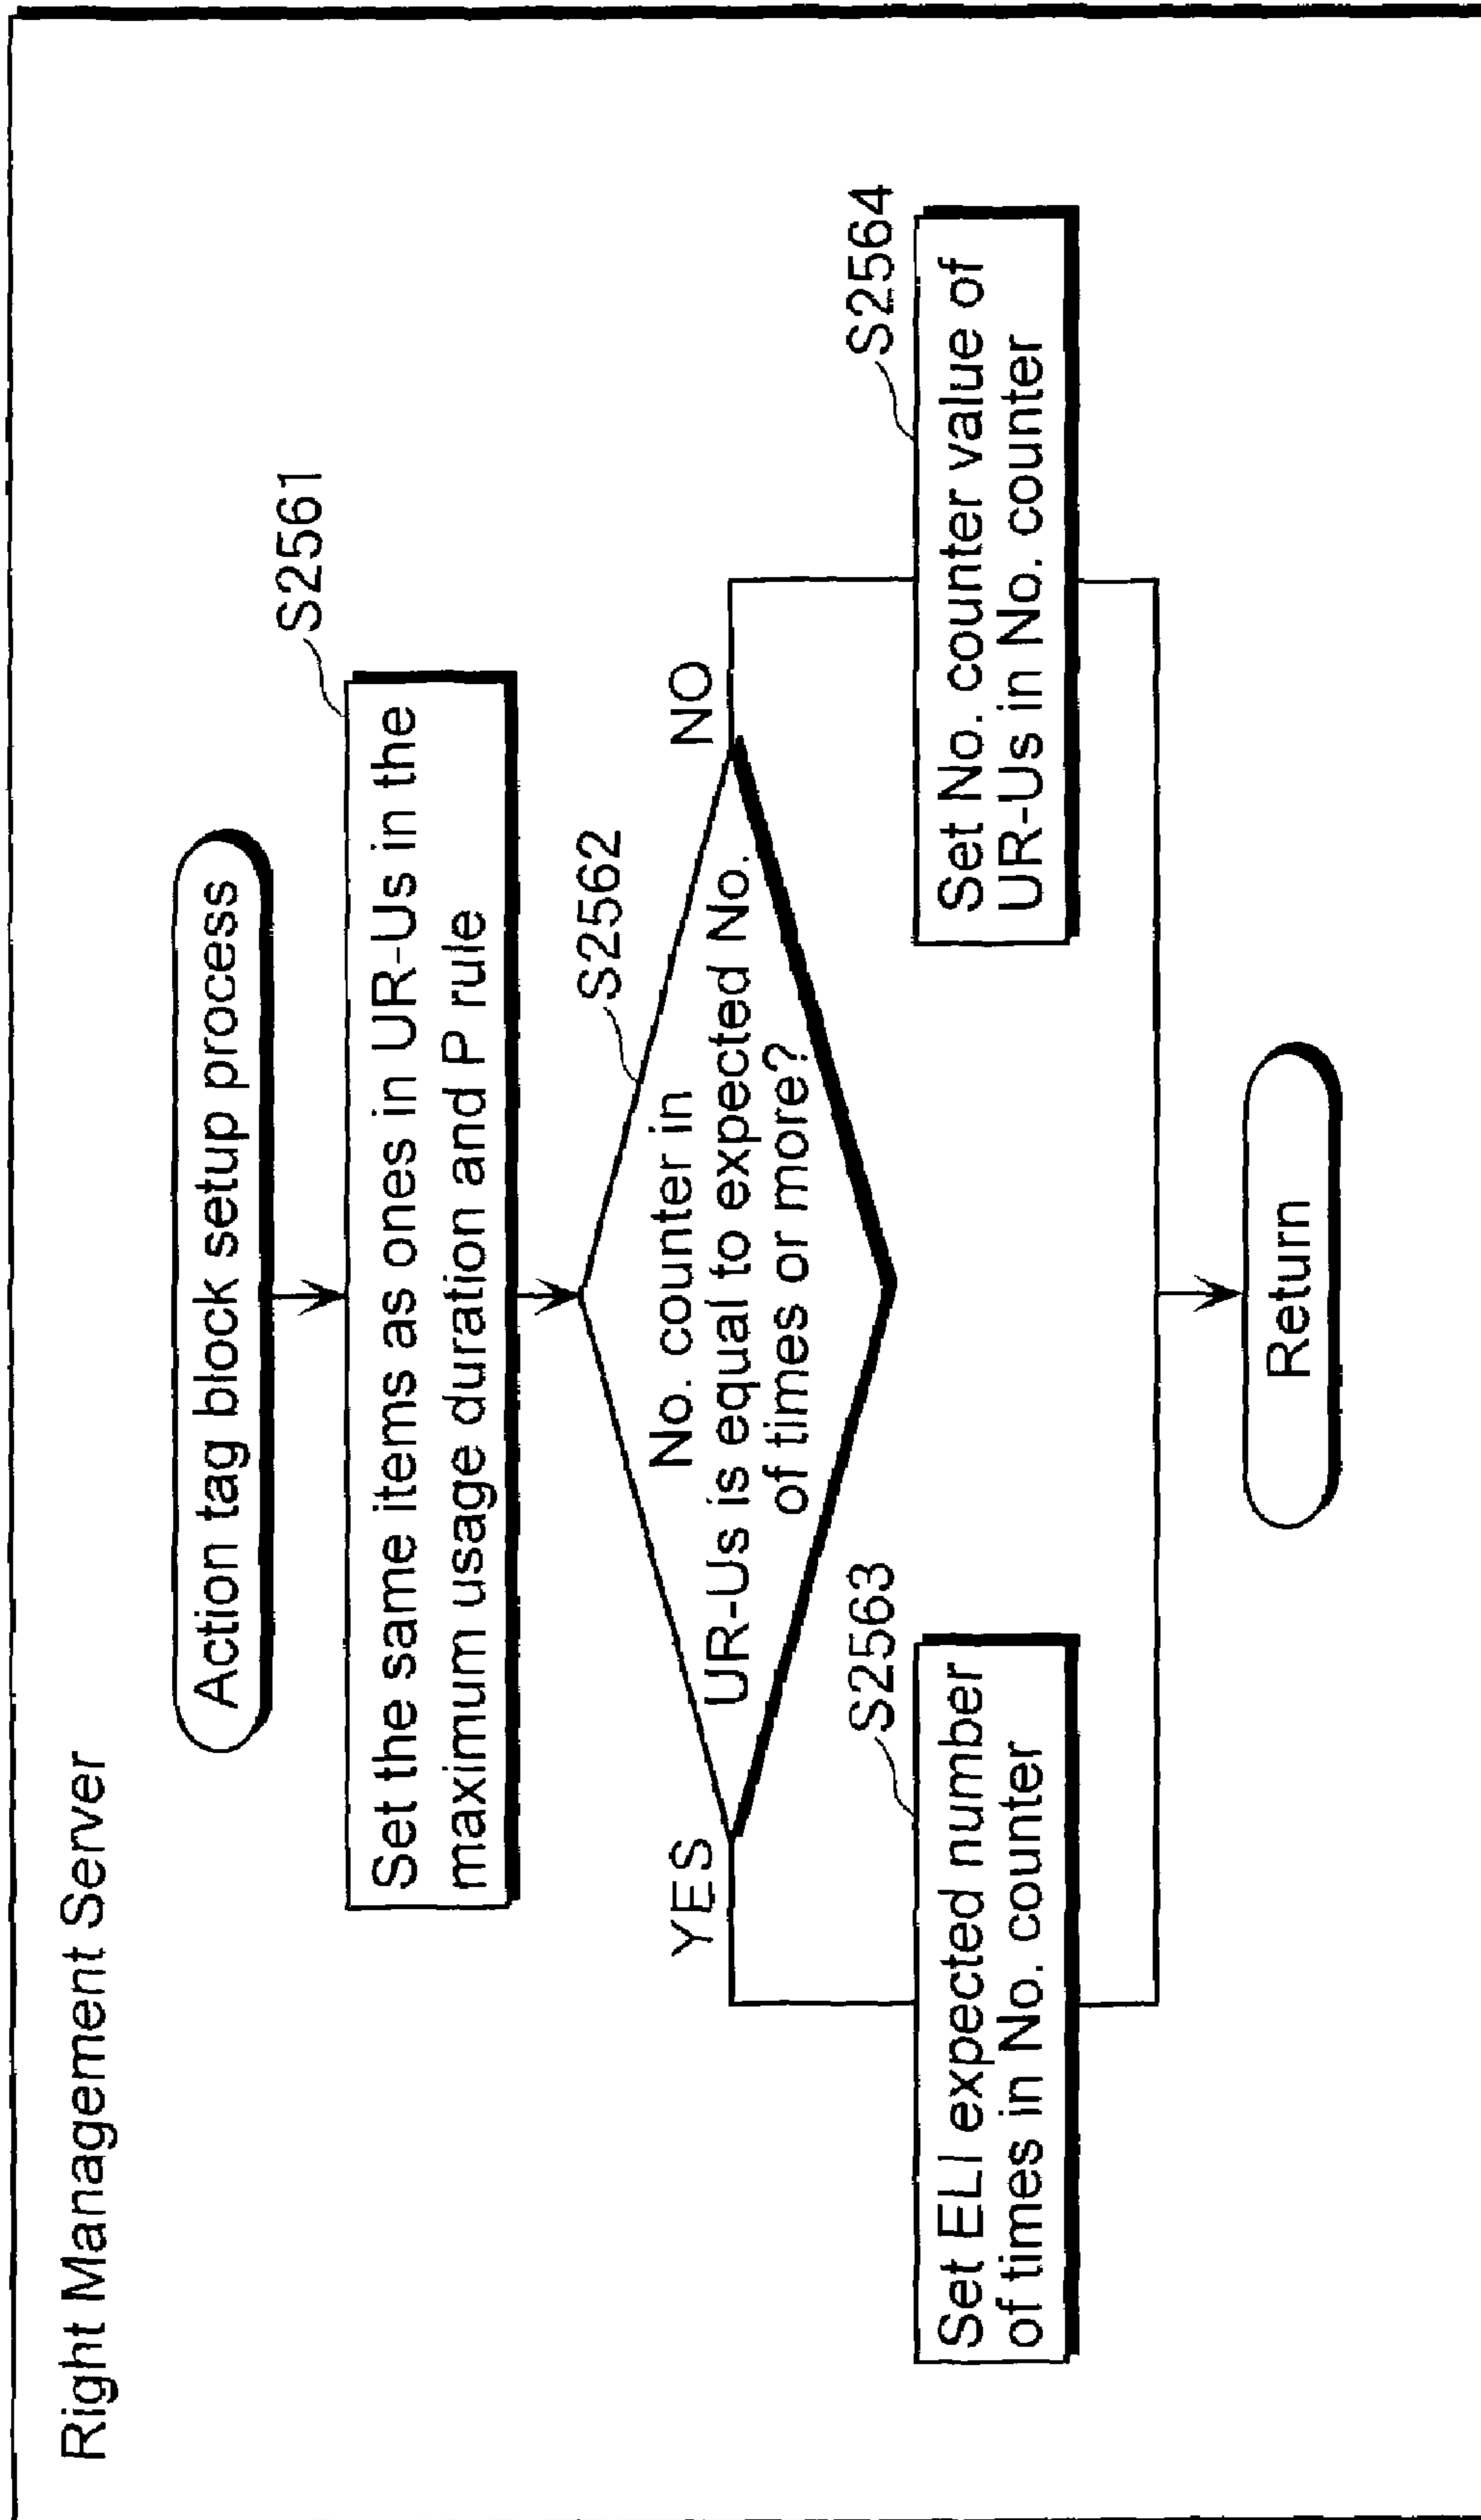 Right Management Server
Action tag block setup process
S2561
Set the same items as ones in UR-Us in the
maximum usage duration and P rule
S2562
No. counter in
UR-Us is equal to expected No.
of times or more?
YES
NO
S2563
Set ELI expected number
of times in No. counter
S2564
Set No. counter value of
UR-Us in No. counter
Return